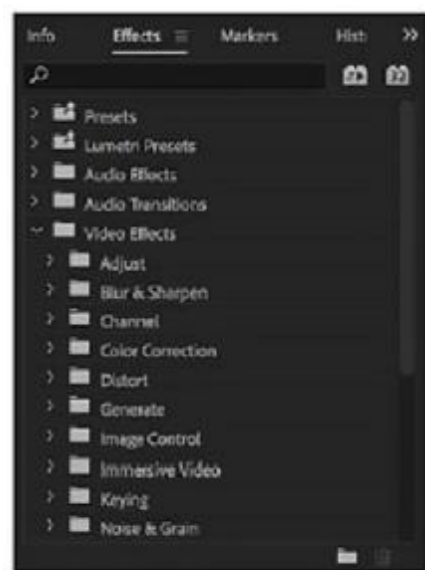 Info Effects Markers Hist
Presets
Lumetri Presets
Audio Effects
Audio Transitions
Video Effects
Adjust
Blur & Sharpen
Channel
Color Correction
Distort
Generate
Image Control
Immersive Video
Keying
Noise & Grain